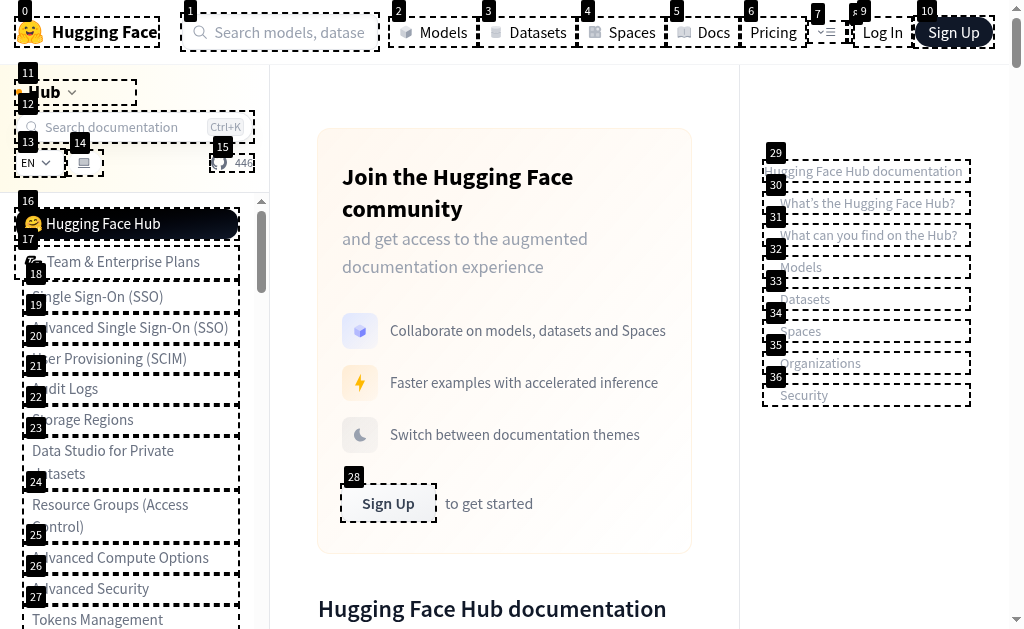 0
1
2
3
4
5
6
7
9
10
Hugging Face
Search models, datase
Models
Datasets
Spaces
Docs
Pricing
Log In
Sign Up
11
Hub
12
Search documentation
Ctrl+K
13
14
15
EN
446
16
Hugging Face Hub
17
Team & Enterprise Plans
18
Single Sign-On (SSO)
19
Advanced Single Sign-On (SSO)
20
User Provisioning (SCIM)
21
Audit Logs
22
Storage Regions
23
Data Studio for Private
datasets
24
Resource Groups (Access
Control)
25
Advanced Compute Options
26
Advanced Security
27
Tokens Management
Join the Hugging Face
community
and get access to the augmented
documentation experience
Collaborate on models, datasets and Spaces
Faster examples with accelerated inference
Switch between documentation themes
28
Sign Up
to get started
Hugging Face Hub documentation
29
Hugging Face Hub documentation
30
What's the Hugging Face Hub?
31
What can you find on the Hub?
32
Models
33
Datasets
34
Spaces
35
Organizations
36
Security